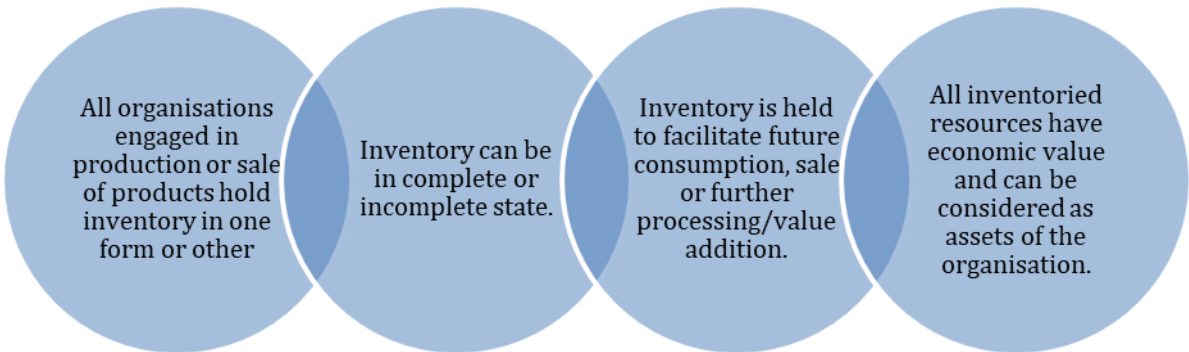 All organisations
engaged in
production or sale
of products hold
inventory in one
form or other
Inventory can be
in complete or
incomplete state.
Inventory is held
to facilitate future
consumption, sale
or further
processing/value
addition.
All inventoried
resources have
economic value
and can be
considered as
assets of the
organisation.